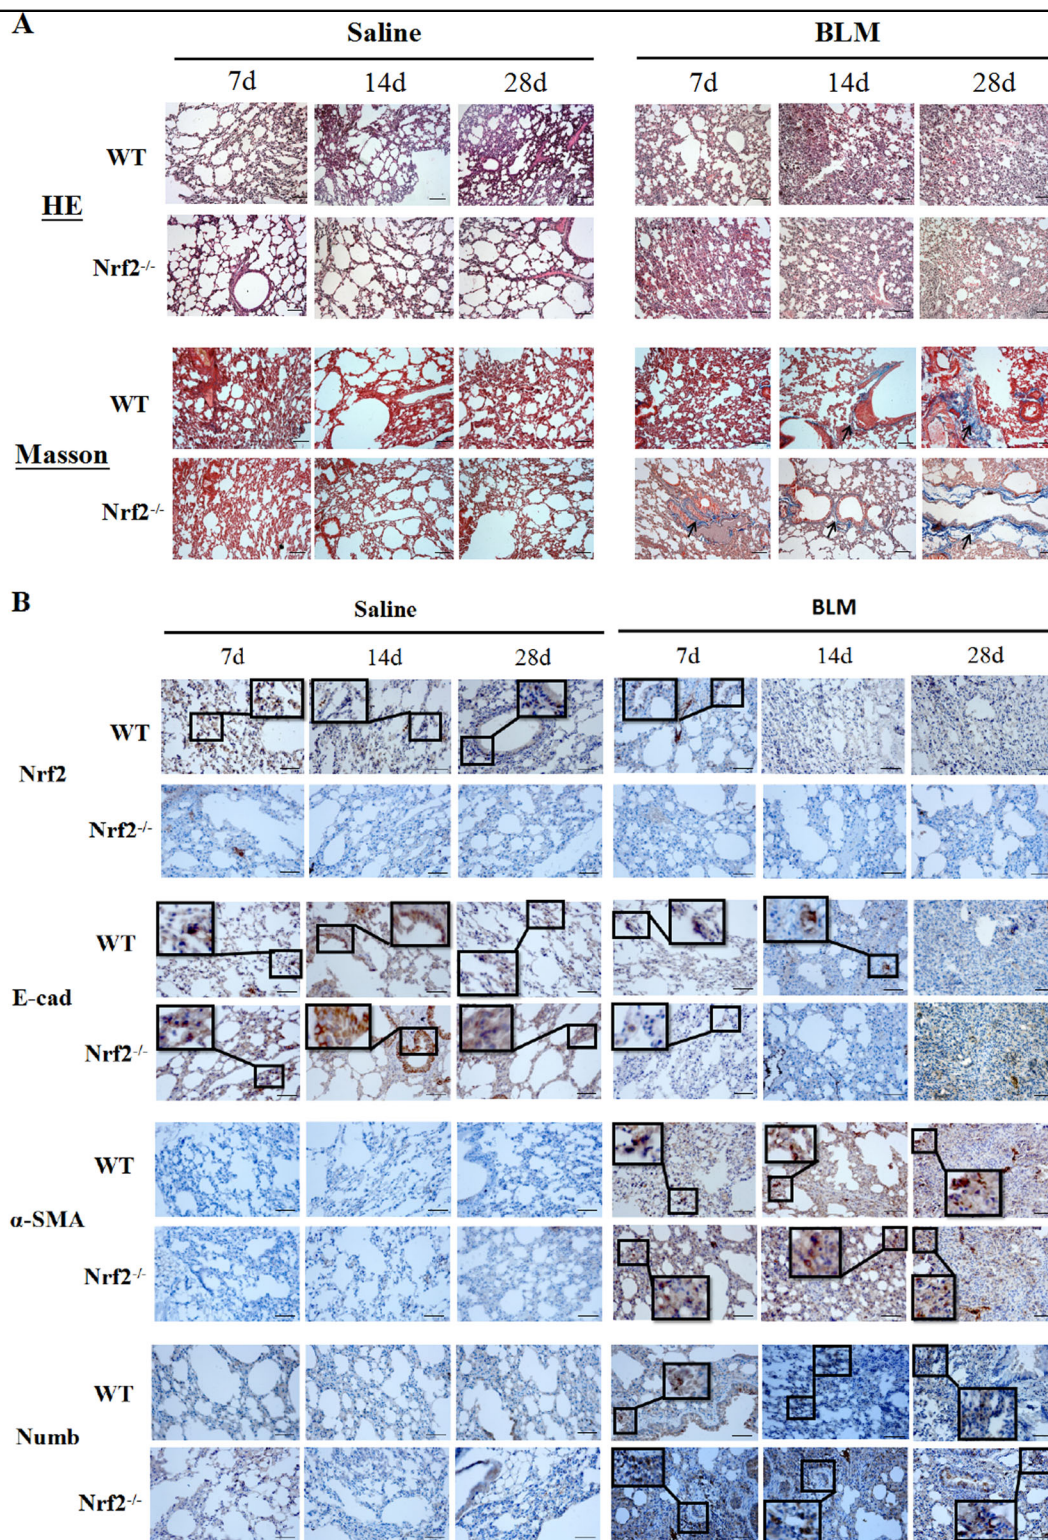 A
Saline BLM
7d 14d 28d 7d 14d 28d
WT
HE
Nrf2-/-
WT
Masson
Nrf2-/-
B
Saline BLM
7d 14d 28d 7d 14d 28d
WT
Nrf2
Nrf2-/-
WT
E-cad
Nrf2-/-
WT
α-SMA
Nrf2-/-
WT
Numb
Nrf2-/-